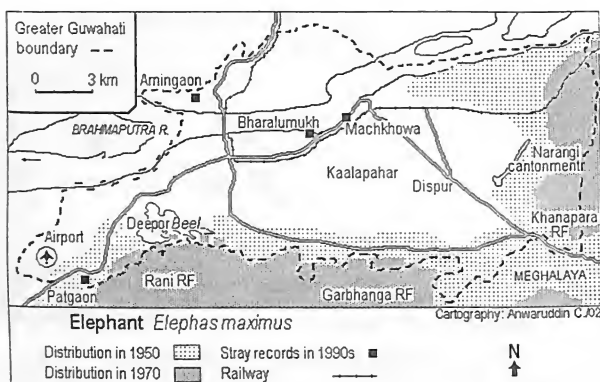 Greater Guwahati
boundary
0 3 km
Amingaon
BRAHMAPUTRA R.
Bharalumukh
Machkhowa
Kaalapahar
Dispur
Narangi
cantonmentr
Khanapara
RF
Deepor Beel
Airport
Rani RF
Patgaon
Garbhanga RF
MEGHALAYA
Cartography: Anwaruddin CJ02
Elephant Elephas maximus
Distribution in 1950 Stray records in 1990s
Distribution in 1970 Railway
N